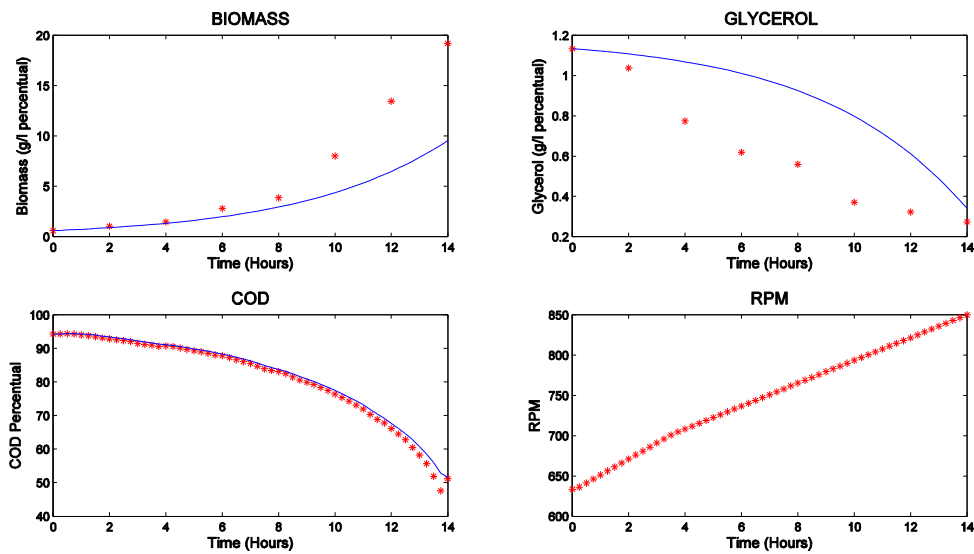 BIOMASS
20
15
10
5
0
Biomass (g/l percentual)
0 2 4 6 8 10 12 14
Time (Hours)
GLYCEROL
1.2
1
0.8
0.6
0.4
0.2
Glycerol (g/l percentual)
0 2 4 6 8 10 12 14
Time (Hours)
COD
100
90
80
70
60
50
40
COD Percentual
0 2 4 6 8 10 12 14
Time (Hours)
RPM
850
800
750
700
650
600
RPM
0 2 4 6 8 10 12 14
Time (Hours)